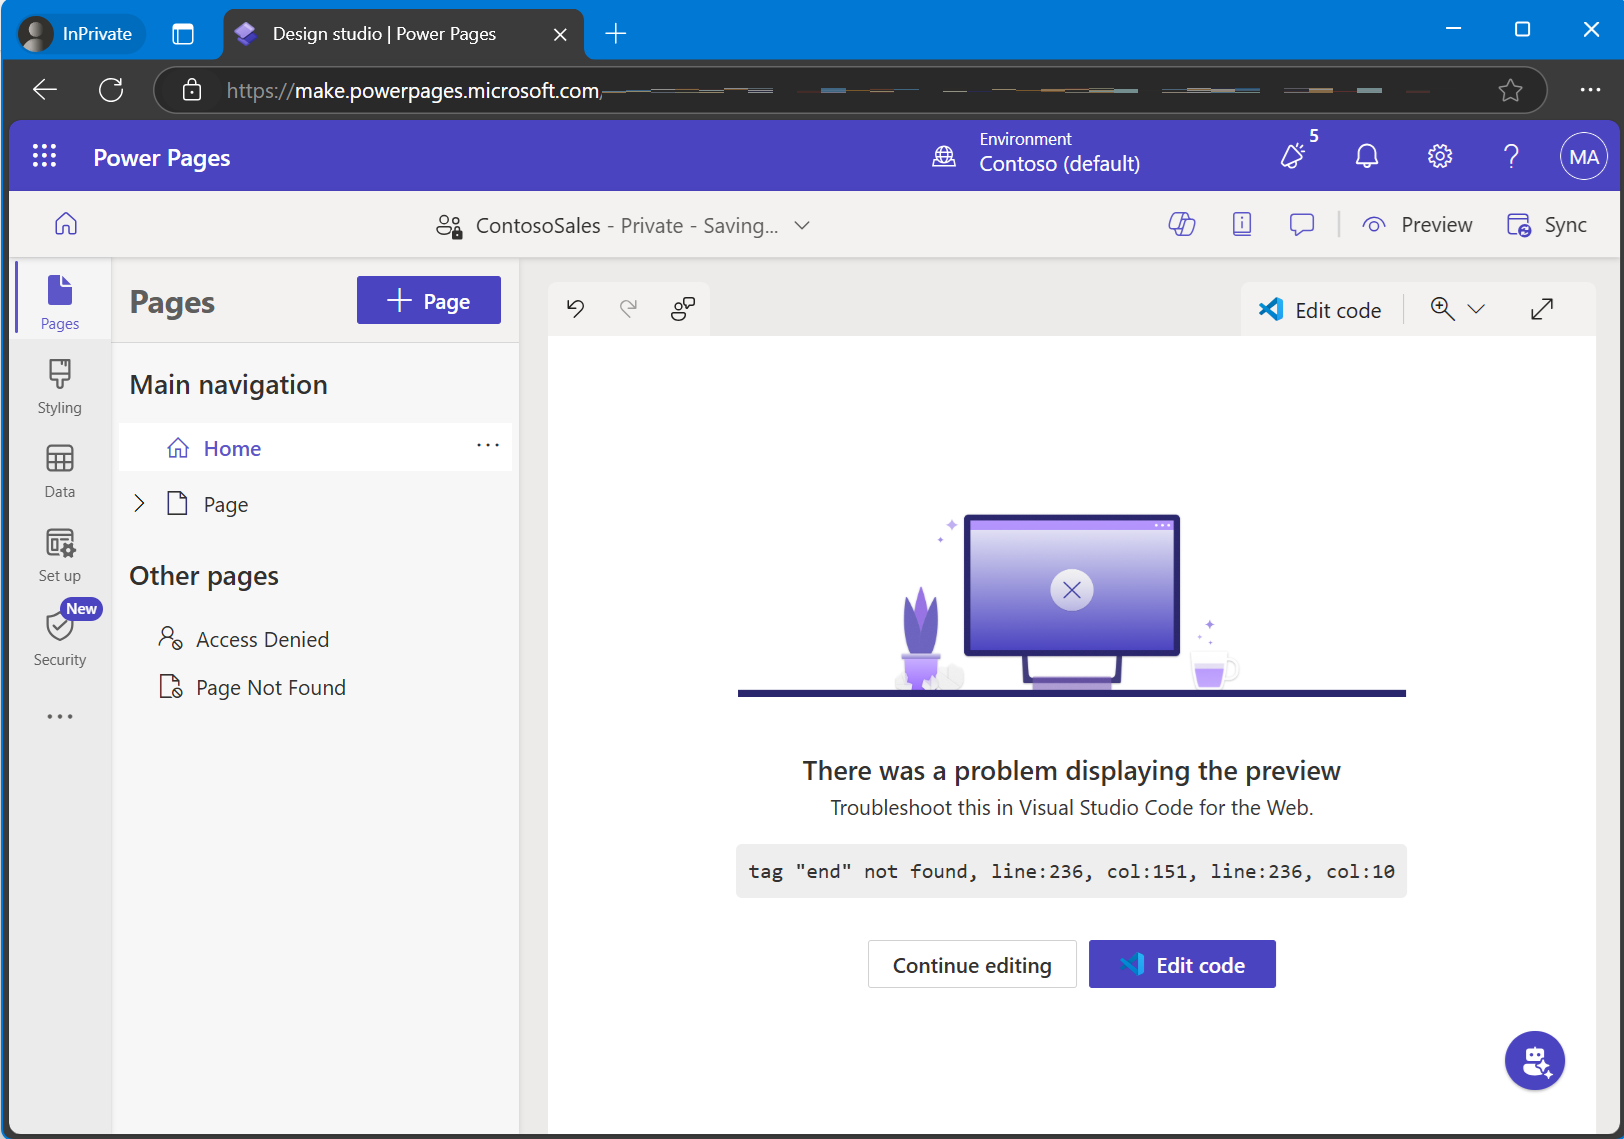 InPrivate
Design studio | Power Pages
https://make.powerpages.microsoft.com
Power Pages
Environment
Contoso (default)
5
MA
ContosoSales - Private - Saving...
Preview
Sync
Pages
Styling
Data
Set up
New
Security
Pages
Page
Main navigation
Home
Page
Other pages
Access Denied
Page Not Found
Edit code
There was a problem displaying the preview
Troubleshoot this in Visual Studio Code for the Web.
tag "end" not found, line:236, col:151, line:236, col:10
Continue editing
Edit code